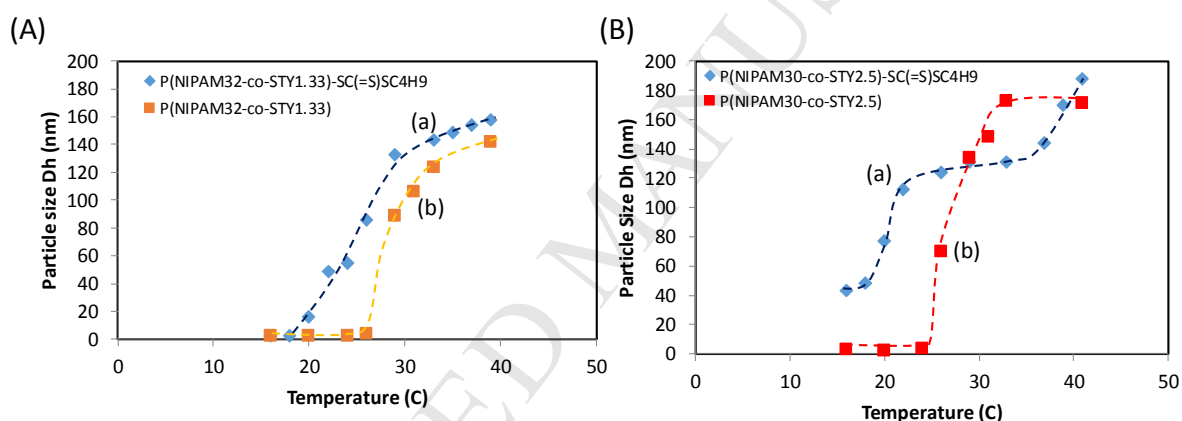 (A)
200
180
160
140
120
100
80
60
40
20
0
Particle size Dh (nm)
P(NIPAM32-co-STY1.33)-SC(=S)SC4H9
P(NIPAM32-co-STY1.33)
(a)
(b)
0 10 20 30 40 50
Temperature (C)
(B)
200
180
160
140
120
100
80
60
40
20
0
Particle Size Dh (nm)
P(NIPAM30-co-STY2.5)-SC(=S)SC4H9
P(NIPAM30-co-STY2.5)
(a)
(b)
0 10 20 30 40 50
Temperature (C)
ED MANUS